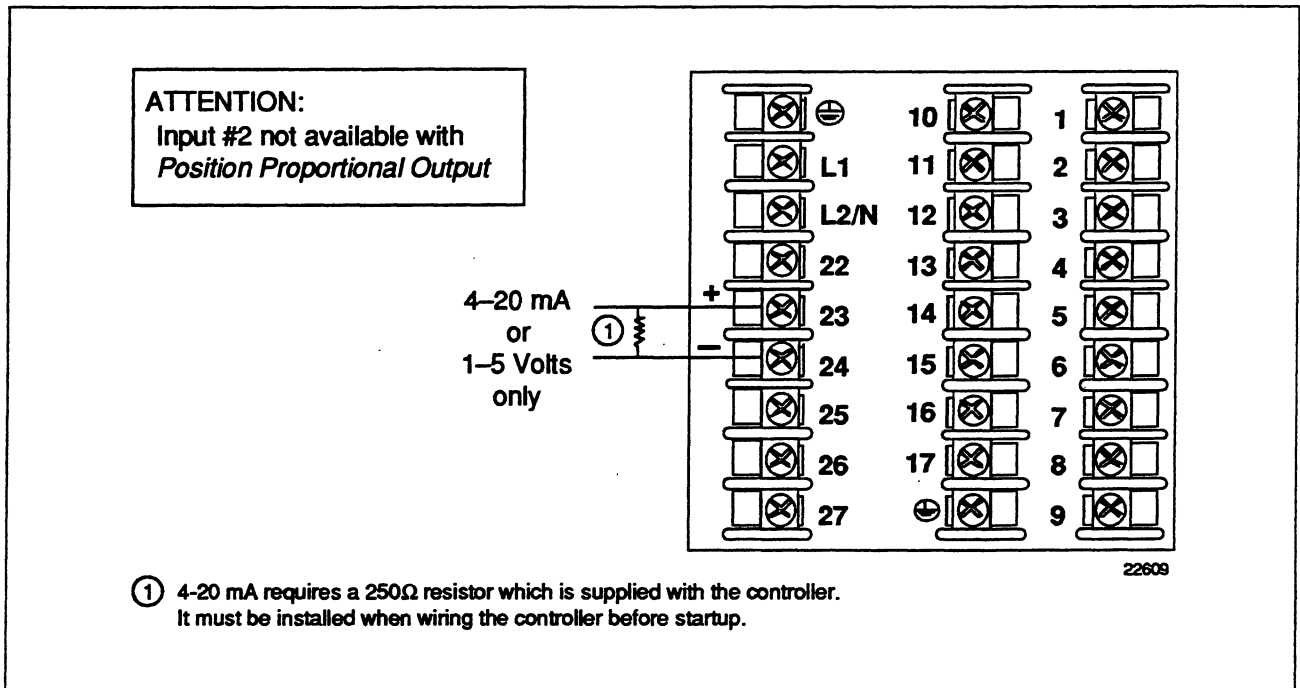 ATTENTION:
Input #2 not available with
Position Proportional Output
4–20 mA
or
1–5 Volts
only
+
–
1
L1
L2/N
22
23
24
25
26
27
10
11
12
13
14
15
16
17
1
2
3
4
5
6
7
8
9
22609
1 4-20 mA requires a 250Ω resistor which is supplied with the controller.
It must be installed when wiring the controller before startup.